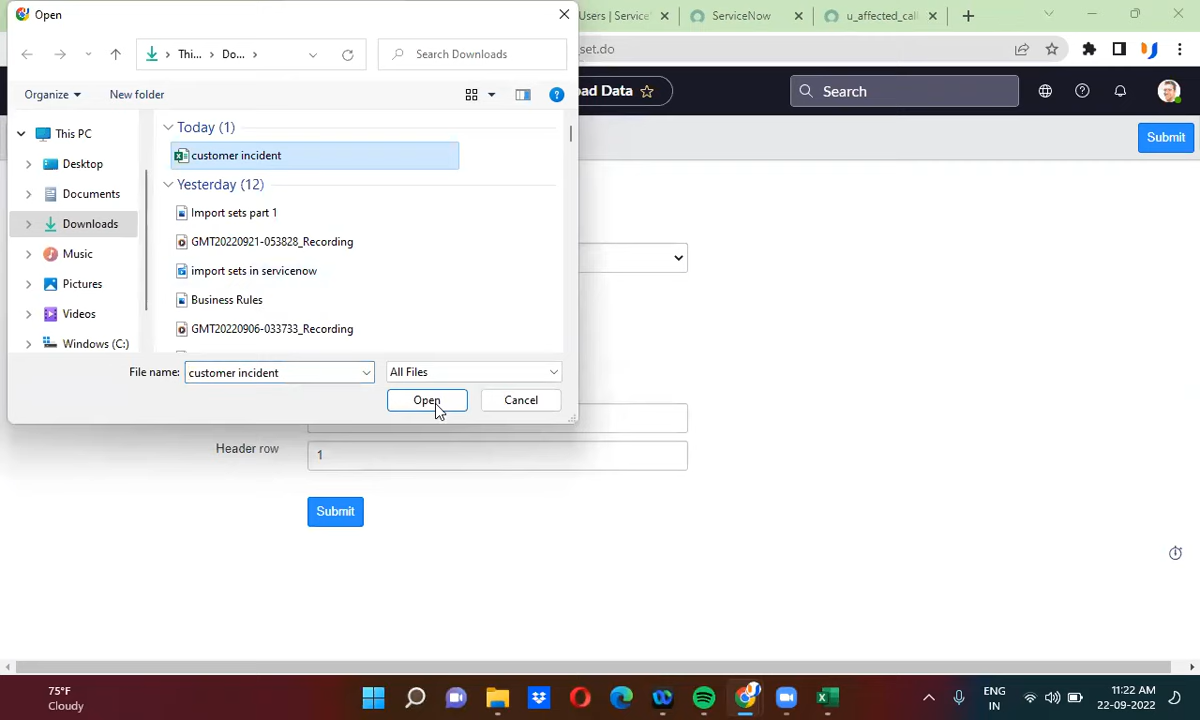 Open
Users | Service
ServiceNow
u_affected_call
Thi...
Do...
Search Downloads
set.do
Organize
New folder
ad Data
Search
This PC
Today (1)
Submit
customer incident
Desktop
Yesterday (12)
Documents
Import sets part 1
Downloads
GMT20220921-053828_Recording
Music
import sets in servicenow
Pictures
Business Rules
Videos
GMT20220906-033733_Recording
Windows (C:)
File name:
customer incident
All Files
Open
Cancel
Header row
1
Submit
75°F
Cloudy
ENG
IN
11:22 AM
22-09-2022